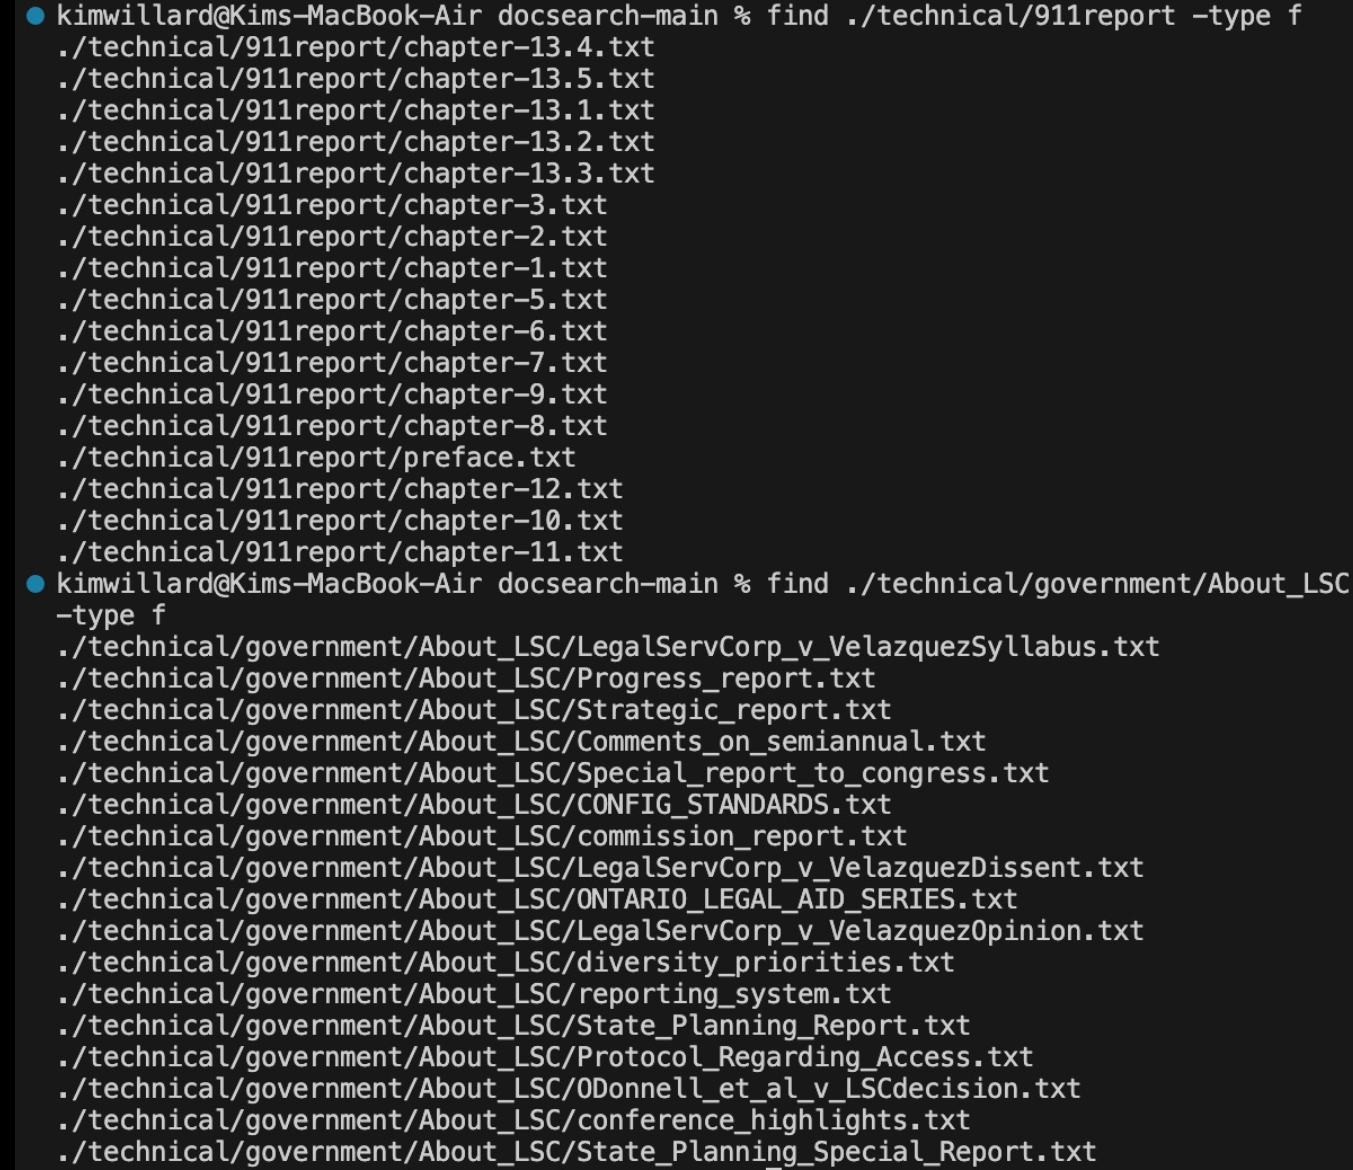 kimwillard@Kims-MacBook-Air docsearch-main % find ./technical/911report -type f
./technical/911report/chapter-13.4.txt
./technical/911report/chapter-13.5.txt
./technical/911report/chapter-13.1.txt
./technical/911report/chapter-13.2.txt
./technical/911report/chapter-13.3.txt
./technical/911report/chapter-3.txt
./technical/911report/chapter-2.txt
./technical/911report/chapter-1.txt
./technical/911report/chapter-5.txt
./technical/911report/chapter-6.txt
./technical/911report/chapter-7.txt
./technical/911report/chapter-9.txt
./technical/911report/chapter-8.txt
./technical/911report/preface.txt
./technical/911report/chapter-12.txt
./technical/911report/chapter-10.txt
./technical/911report/chapter-11.txt
kimwillard@Kims-MacBook-Air docsearch-main % find ./technical/government/About_LSC
-type f
./technical/government/About_LSC/LegalServCorp_v_VelazquezSyllabus.txt
./technical/government/About_LSC/Progress_report.txt
./technical/government/About_LSC/Strategic_report.txt
./technical/government/About_LSC/Comments_on_semiannual.txt
./technical/government/About_LSC/Special_report_to_congress.txt
./technical/government/About_LSC/CONFIG_STANDARDS.txt
./technical/government/About_LSC/commission_report.txt
./technical/government/About_LSC/LegalServCorp_v_VelazquezDissent.txt
./technical/government/About_LSC/ONTARIO_LEGAL_AID_SERIES.txt
./technical/government/About_LSC/LegalServCorp_v_VelazquezOpinion.txt
./technical/government/About_LSC/diversity_priorities.txt
./technical/government/About_LSC/reporting_system.txt
./technical/government/About_LSC/State_Planning_Report.txt
./technical/government/About_LSC/Protocol_Regarding_Access.txt
./technical/government/About_LSC/ODonnell_et_al_v_LSCdecision.txt
./technical/government/About_LSC/conference_highlights.txt
./technical/government/About_LSC/State_Planning_Special_Report.txt